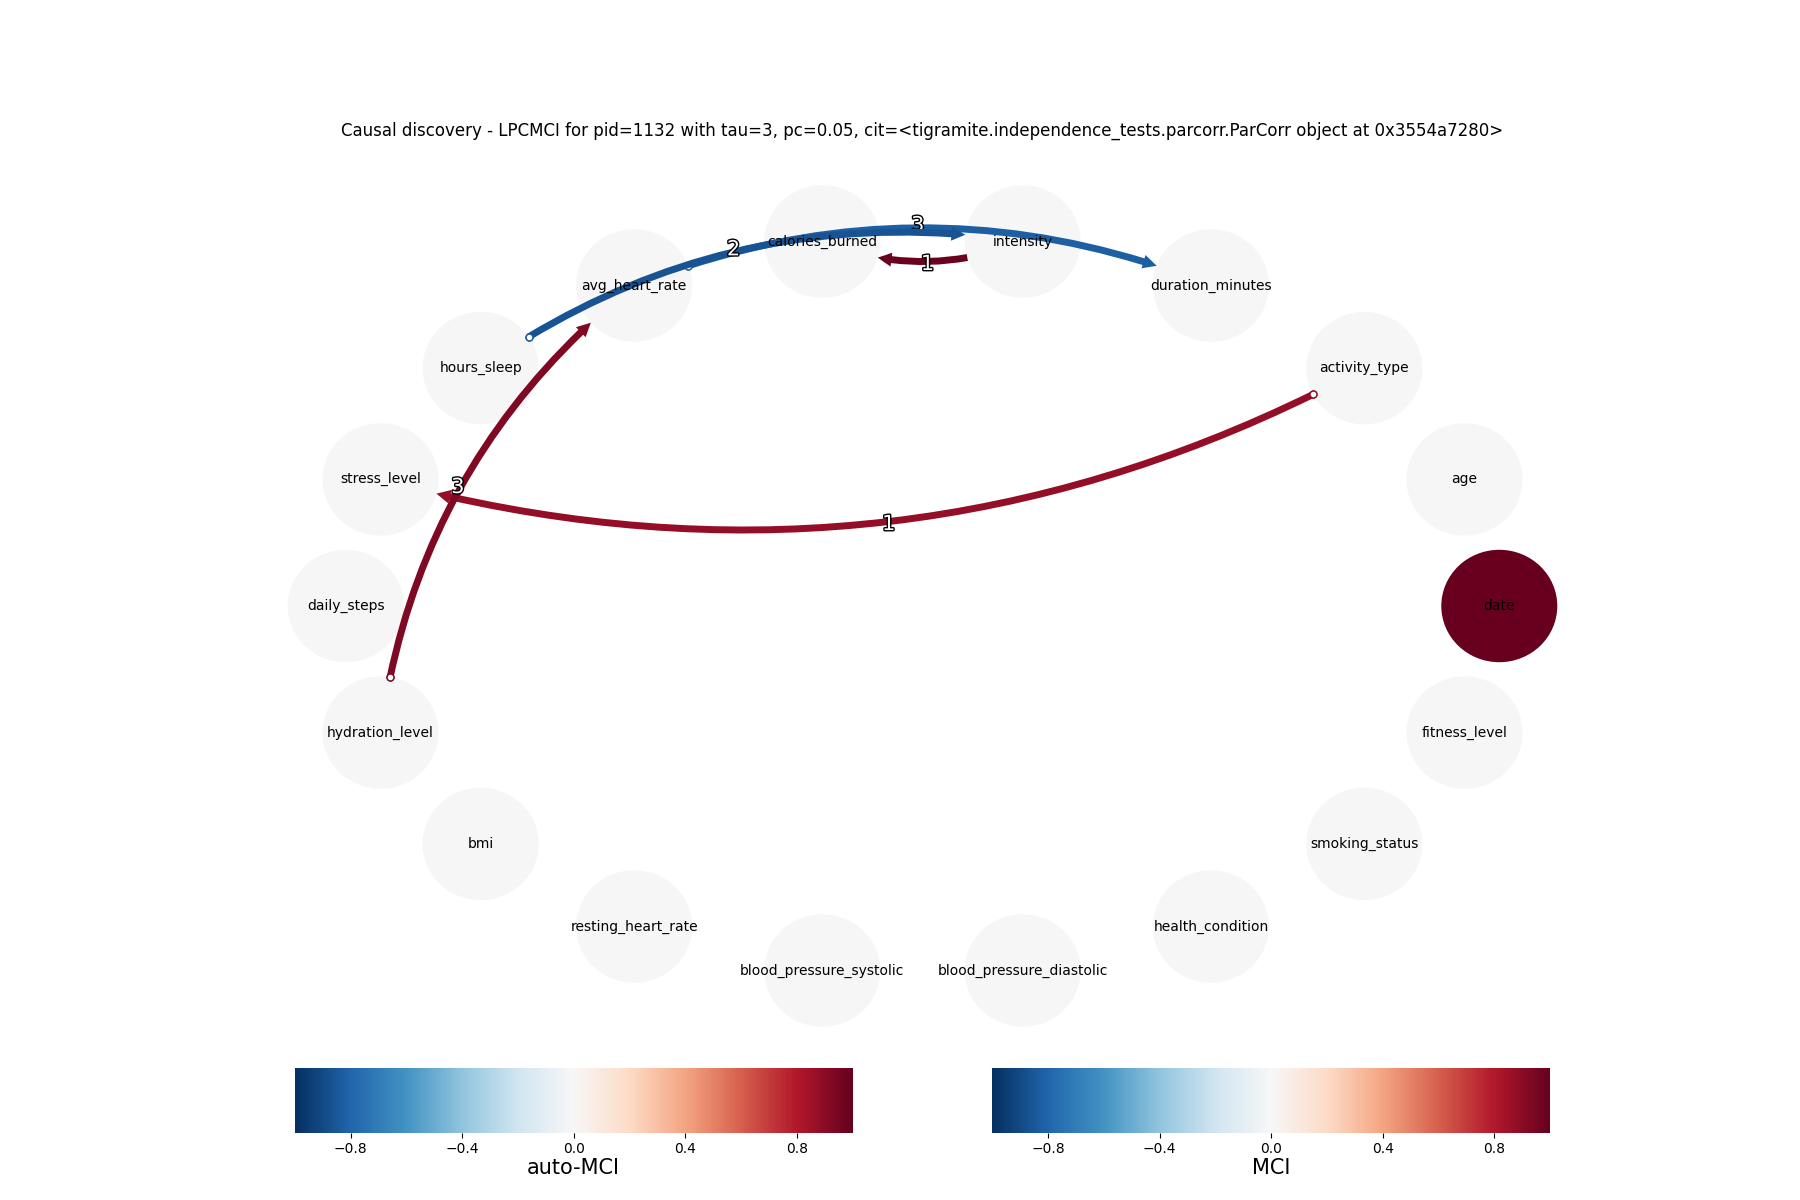 Causal discovery - LPCMCI for pid=1132 with tau=3, pc=0.05, cit=<tigramite.independence_tests.parcorr.ParCorr object at 0x3554a7280>
3
2
calories_burned
intensity
1
avg_heart_rate
duration_minutes
hours_sleep
activity_type
stress_level
3
age
1
daily_steps
date
hydration_level
fitness_level
bmi
smoking_status
resting_heart_rate
health_condition
blood_pressure_systolic
blood_pressure_diastolic
−0.8 −0.4 0.0 0.4 0.8
auto-MCI
−0.8 −0.4 0.0 0.4 0.8
MCI